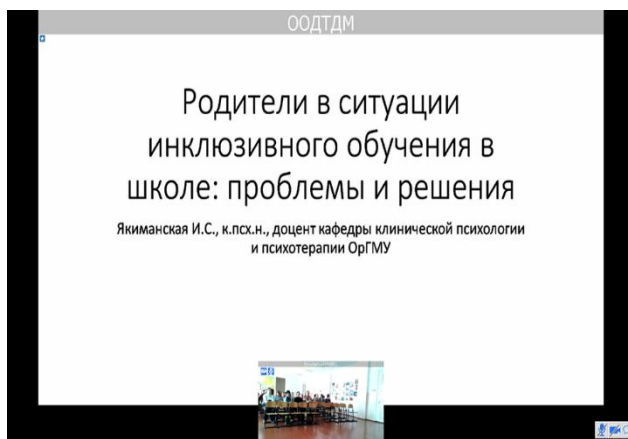 ООДТДМ
Родители в ситуации
инклюзивного обучения в
школе: проблемы и решения
Якиманская И.С., к.псх.н., доцент кафедры клинической психологии
и психотерапии ОрГМУ